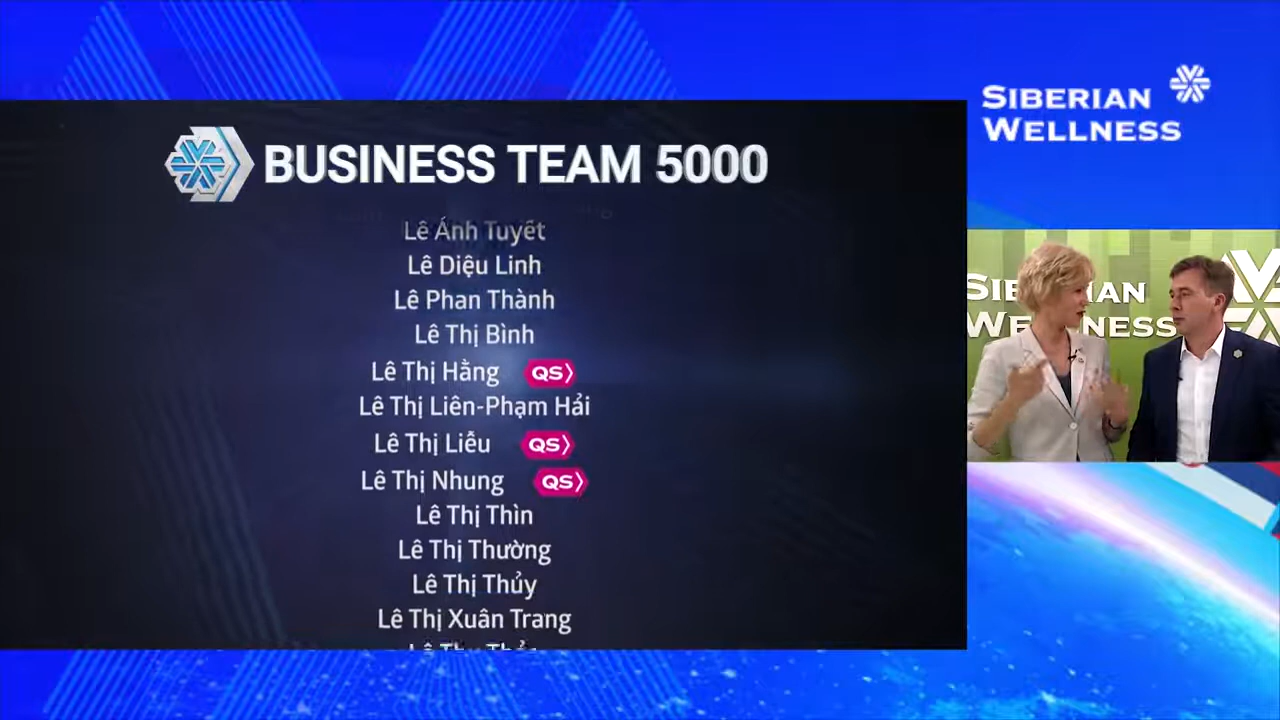 BUSINESS TEAM 5000
Lê Ánh Tuyết
Lê Diệu Linh
Lê Phan Thành
Lê Thị Bình
Lê Thị Hằng QS
Lê Thị Liên-Phạm Hải
Lê Thị Liễu QS
Lê Thị Nhung QS
Lê Thị Thìn
Lê Thị Thường
Lê Thị Thủy
Lê Thị Xuân Trang
SIBERIAN
WELLNESS